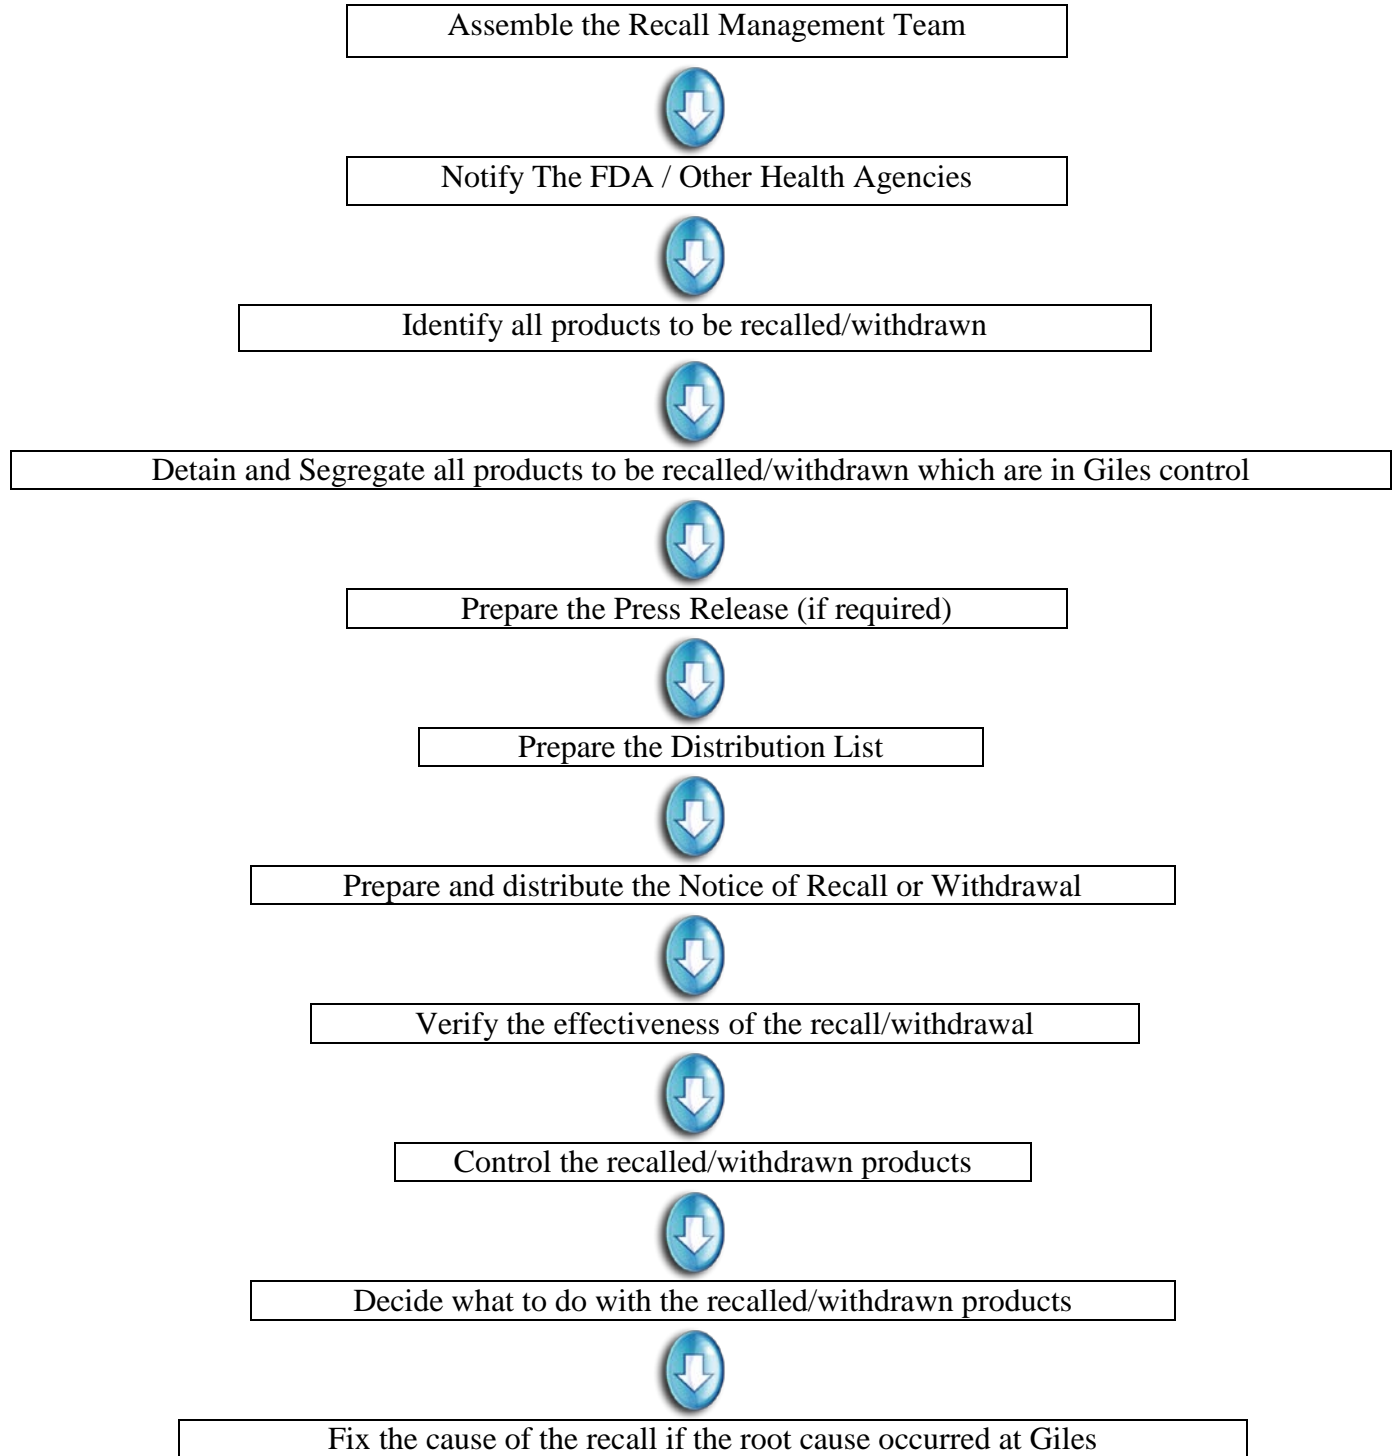 Assemble the Recall Management Team
Notify The FDA / Other Health Agencies
Identify all products to be recalled/withdrawn
Detain and Segregate all products to be recalled/withdrawn which are in Giles control
Prepare the Press Release (if required)
Prepare the Distribution List
Prepare and distribute the Notice of Recall or Withdrawal
Verify the effectiveness of the recall/withdrawal
Control the recalled/withdrawn products
Decide what to do with the recalled/withdrawn products
Fix the cause of the recall if the root cause occurred at Giles